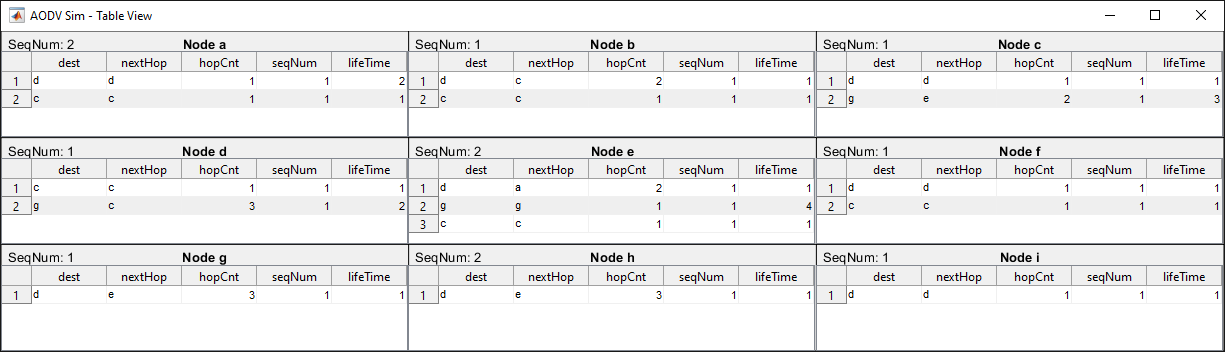 AODV Sim - Table View
SeqNum: 2 Node a
dest nextHop hopCnt seqNum lifeTime
1 d d 1 1 2
2 c c 1 1 1
SeqNum: 1 Node b
dest nextHop hopCnt seqNum lifeTime
1 d c 2 1 1
2 c c 1 1 1
SeqNum: 1 Node c
dest nextHop hopCnt seqNum lifeTime
1 d d 1 1 1
2 g e 2 1 3
SeqNum: 1 Node d
dest nextHop hopCnt seqNum lifeTime
1 c c 1 1 1
2 g c 3 1 2
SeqNum: 2 Node e
dest nextHop hopCnt seqNum lifeTime
1 d a 2 1 1
2 g g 1 1 4
3 c c 1 1 1
SeqNum: 1 Node f
dest nextHop hopCnt seqNum lifeTime
1 d d 1 1 1
2 c c 1 1 1
SeqNum: 1 Node g
dest nextHop hopCnt seqNum lifeTime
1 d e 3 1 1
SeqNum: 2 Node h
dest nextHop hopCnt seqNum lifeTime
1 d e 3 1 1
SeqNum: 1 Node i
dest nextHop hopCnt seqNum lifeTime
1 d d 1 1 1